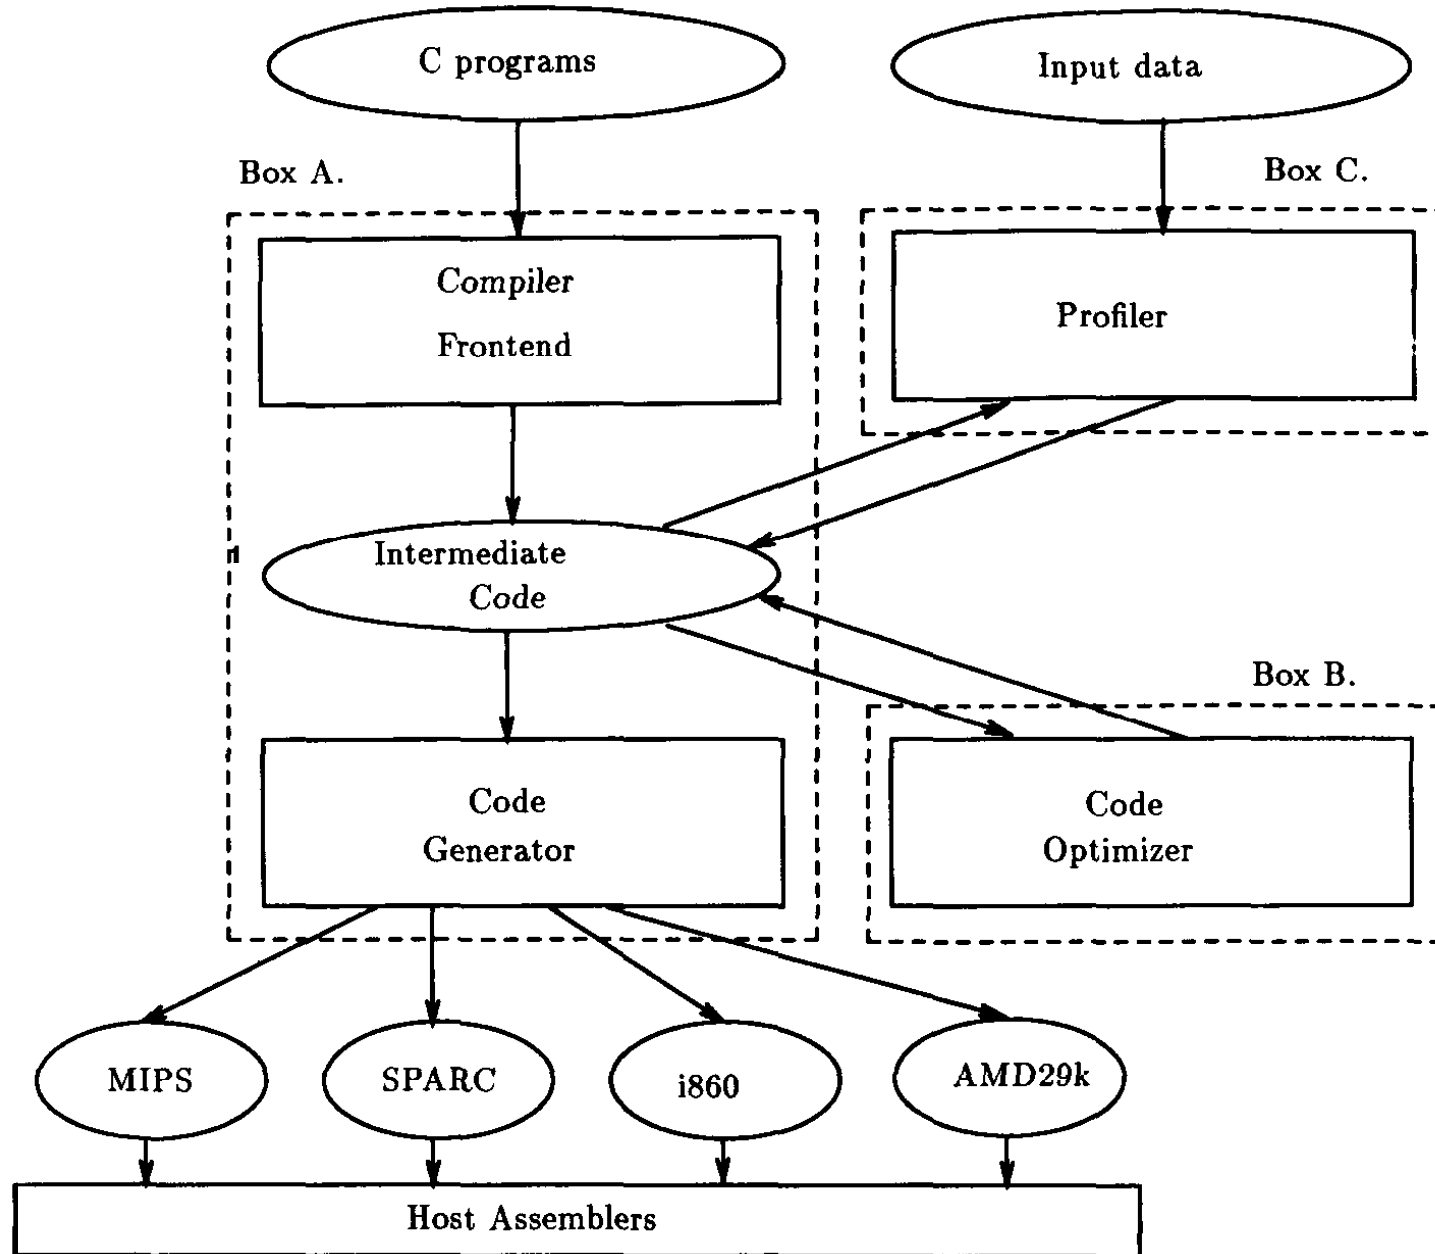 C programs
Input data
Box A.
Box C.
Compiler
Frontend
Profiler
Intermediate
Code
Box B.
Code
Generator
Code
Optimizer
MIPS
SPARC
i860
AMD29k
Host Assemblers